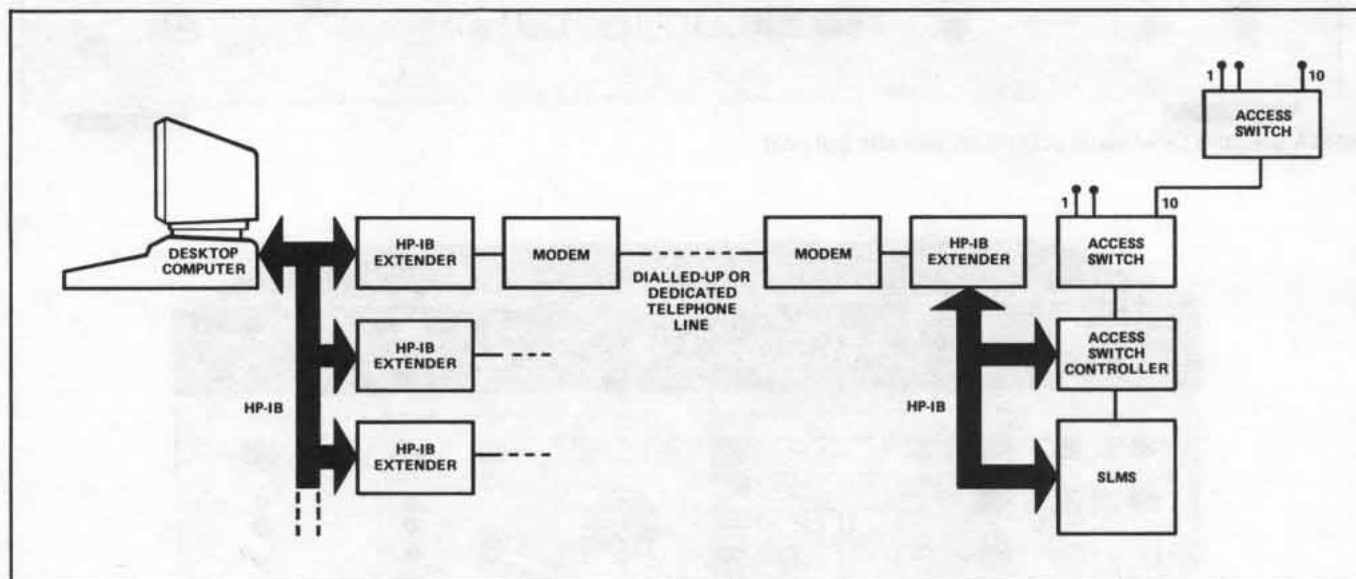 1
10
ACCESS
SWITCH
1
10
DESKTOP
COMPUTER
HP-IB
EXTENDER
MODEM
DIALLED-UP OR
DEDICATED
TELEPHONE
LINE
MODEM
HP-IB
EXTENDER
ACCESS
SWITCH
HP-IB
EXTENDER
ACCESS
SWITCH
CONTROLLER
HP-IB
HP-IB
HP-IB
EXTENDER
SLMS